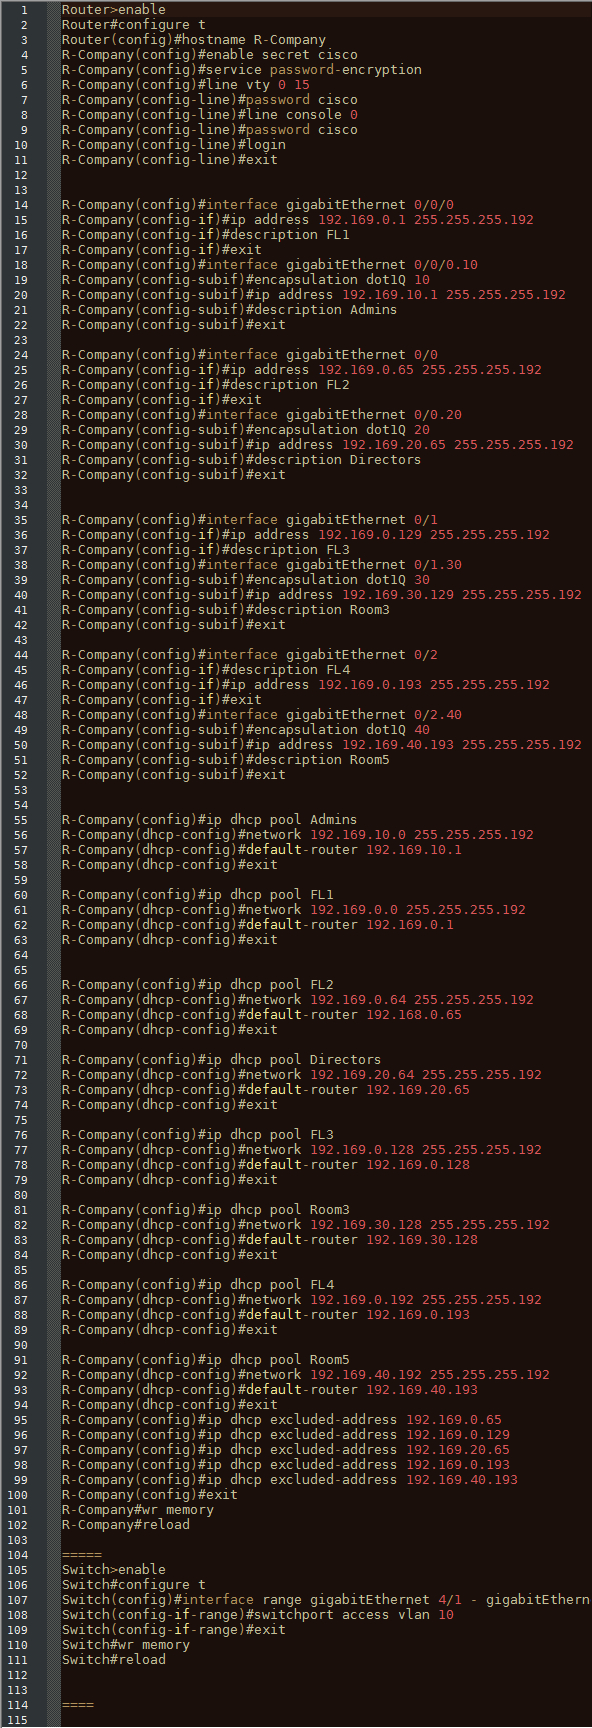 1 Router>enable
2 Router#configure t
3 Router(config)#hostname R-Company
4 R-Company(config)#enable secret cisco
5 R-Company(config)#service password-encryption
6 R-Company(config)#line vty 0 15
7 R-Company(config-line)#password cisco
8 R-Company(config-line)#line console 0
9 R-Company(config-line)#password cisco
10 R-Company(config-line)#login
11 R-Company(config-line)#exit
12
13
14 R-Company(config)#interface gigabitEthernet 0/0/0
15 R-Company(config-if)#ip address 192.169.0.1 255.255.255.192
16 R-Company(config-if)#description FL1
17 R-Company(config-if)#exit
18 R-Company(config)#interface gigabitEthernet 0/0/0.10
19 R-Company(config-subif)#encapsulation dot1Q 10
20 R-Company(config-subif)#ip address 192.169.10.1 255.255.255.192
21 R-Company(config-subif)#description Admins
22 R-Company(config-subif)#exit
23
24 R-Company(config)#interface gigabitEthernet 0/0
25 R-Company(config-if)#ip address 192.169.0.65 255.255.255.192
26 R-Company(config-if)#description FL2
27 R-Company(config-if)#exit
28 R-Company(config)#interface gigabitEthernet 0/0.20
29 R-Company(config-subif)#encapsulation dot1Q 20
30 R-Company(config-subif)#ip address 192.169.20.65 255.255.255.192
31 R-Company(config-subif)#description Directors
32 R-Company(config-subif)#exit
33
34
35 R-Company(config)#interface gigabitEthernet 0/1
36 R-Company(config-if)#ip address 192.169.0.129 255.255.255.192
37 R-Company(config-if)#description FL3
38 R-Company(config-if)#interface gigabitEthernet 0/1.30
39 R-Company(config-subif)#encapsulation dot1Q 30
40 R-Company(config-subif)#ip address 192.169.30.129 255.255.255.192
41 R-Company(config-subif)#description Room3
42 R-Company(config-subif)#exit
43
44 R-Company(config)#interface gigabitEthernet 0/2
45 R-Company(config-if)#description FL4
46 R-Company(config-if)#ip address 192.169.0.193 255.255.255.192
47 R-Company(config-if)#exit
48 R-Company(config)#interface gigabitEthernet 0/2.40
49 R-Company(config-subif)#encapsulation dot1Q 40
50 R-Company(config-subif)#ip address 192.169.40.193 255.255.255.192
51 R-Company(config-subif)#description Room5
52 R-Company(config-subif)#exit
53
54
55 R-Company(config)#ip dhcp pool Admins
56 R-Company(dhcp-config)#network 192.169.10.0 255.255.255.192
57 R-Company(dhcp-config)#default-router 192.169.10.1
58 R-Company(dhcp-config)#exit
59
60 R-Company(config)#ip dhcp pool FL1
61 R-Company(dhcp-config)#network 192.169.0.0 255.255.255.192
62 R-Company(dhcp-config)#default-router 192.169.0.1
63 R-Company(dhcp-config)#exit
64
65
66 R-Company(config)#ip dhcp pool FL2
67 R-Company(dhcp-config)#network 192.169.0.64 255.255.255.192
68 R-Company(dhcp-config)#default-router 192.168.0.65
69 R-Company(dhcp-config)#exit
70
71 R-Company(config)#ip dhcp pool Directors
72 R-Company(dhcp-config)#network 192.169.20.64 255.255.255.192
73 R-Company(dhcp-config)#default-router 192.169.20.65
74 R-Company(dhcp-config)#exit
75
76 R-Company(config)#ip dhcp pool FL3
77 R-Company(dhcp-config)#network 192.169.0.128 255.255.255.192
78 R-Company(dhcp-config)#default-router 192.169.0.128
79 R-Company(dhcp-config)#exit
80
81 R-Company(config)#ip dhcp pool Room3
82 R-Company(dhcp-config)#network 192.169.30.128 255.255.255.192
83 R-Company(dhcp-config)#default-router 192.169.30.128
84 R-Company(dhcp-config)#exit
85
86 R-Company(config)#ip dhcp pool FL4
87 R-Company(dhcp-config)#network 192.169.0.192 255.255.255.192
88 R-Company(dhcp-config)#default-router 192.169.0.193
89 R-Company(dhcp-config)#exit
90
91 R-Company(config)#ip dhcp pool Room5
92 R-Company(dhcp-config)#network 192.169.40.192 255.255.255.192
93 R-Company(dhcp-config)#default-router 192.169.40.193
94 R-Company(dhcp-config)#exit
95 R-Company(config)#ip dhcp excluded-address 192.169.0.65
96 R-Company(config)#ip dhcp excluded-address 192.169.0.129
97 R-Company(config)#ip dhcp excluded-address 192.169.20.65
98 R-Company(config)#ip dhcp excluded-address 192.169.0.193
99 R-Company(config)#ip dhcp excluded-address 192.169.40.193
100 R-Company(config)#exit
101 R-Company#wr memory
102 R-Company#reload
103
104 =====
105 Switch>enable
106 Switch#configure t
107 Switch(config)#interface range gigabitEthernet 4/1 - gigabitEthern
108 Switch(config-if-range)#switchport access vlan 10
109 Switch(config-if-range)#exit
110 Switch#wr memory
111 Switch#reload
112
113
114 ====
115